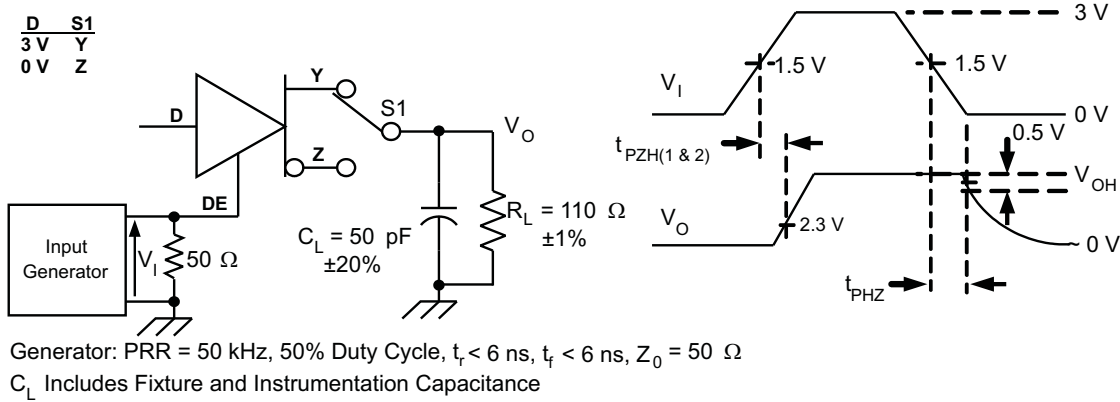 D S1
3 V Y
0 V Z
D
Y
Z
S1
DE
Input
Generator
V_I
50 Ω
C_L = 50 pF
±20%
V_O
R_L = 110 Ω
±1%
3 V
V_I
1.5 V
1.5 V
0 V
t_PZH(1 & 2)
0.5 V
V_OH
V_O
2.3 V
~ 0 V
t_PHZ
Generator: PRR = 50 kHz, 50% Duty Cycle, t_r < 6 ns, t_f < 6 ns, Z_0 = 50 Ω
C_L Includes Fixture and Instrumentation Capacitance